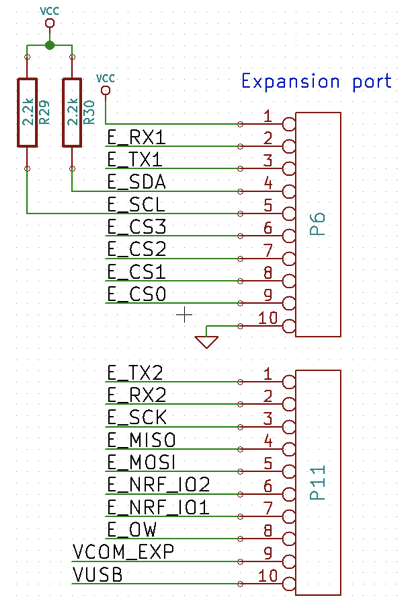 VCC
VCC
2.2k
R29
2.2k
R30
Expansion port
1
E_RX1 2
E_TX1 3
E_SDA 4
E_SCL 5
E_CS3 6
E_CS2 7
E_CS1 8
E_CS0 9
10
P6
E_TX2 1
E_RX2 2
E_SCK 3
E_MISO 4
E_MOSI 5
E_NRF_IO2 6
E_NRF_IO1 7
E_OW 8
VCOM_EXP 9
VUSB 10
P11